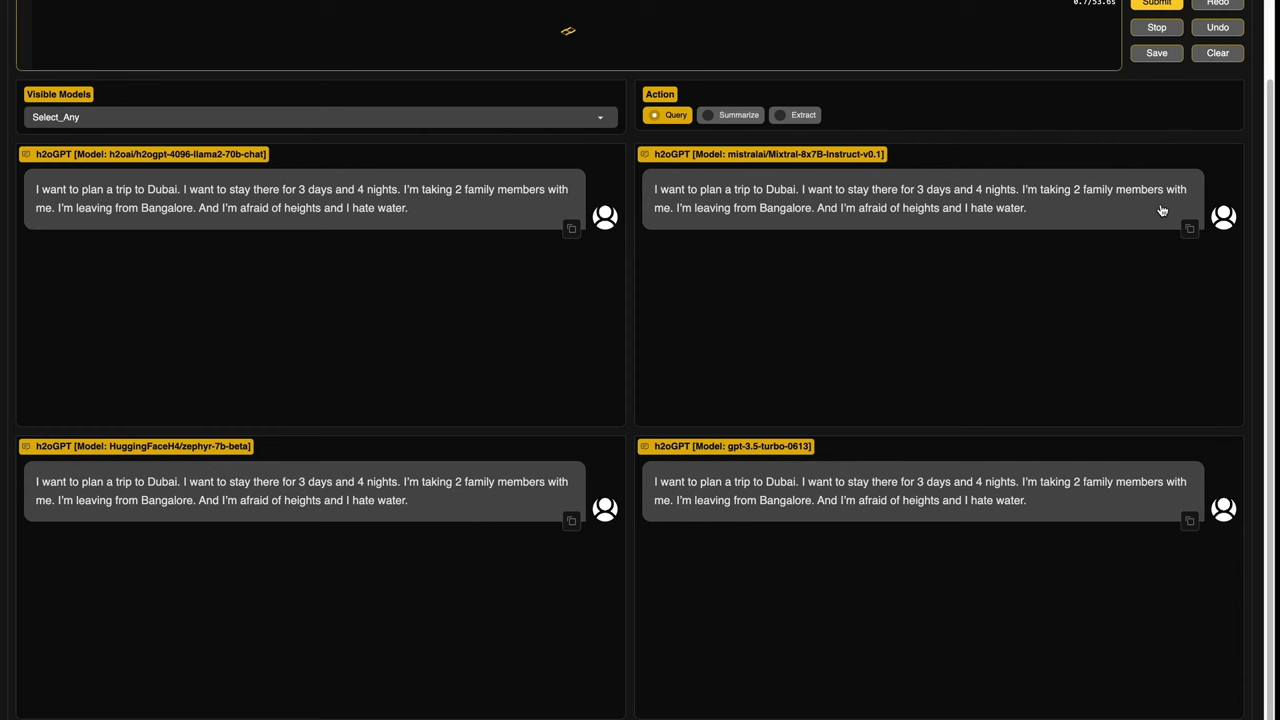 0.7/53.6s
Submit
Redo
Stop
Undo
Save
Clear
Visible Models
Select_Any
Action
Query
Summarize
Extract
h2oGPT [Model: h2oai/h2ogpt-4096-llama2-70b-chat]
I want to plan a trip to Dubai. I want to stay there for 3 days and 4 nights. I'm taking 2 family members with
me. I'm leaving from Bangalore. And I'm afraid of heights and I hate water.
h2oGPT [Model: mistralai/Mixtral-8x7B-Instruct-v0.1]
I want to plan a trip to Dubai. I want to stay there for 3 days and 4 nights. I'm taking 2 family members with
me. I'm leaving from Bangalore. And I'm afraid of heights and I hate water.
h2oGPT [Model: HuggingFaceH4/zephyr-7b-beta]
I want to plan a trip to Dubai. I want to stay there for 3 days and 4 nights. I'm taking 2 family members with
me. I'm leaving from Bangalore. And I'm afraid of heights and I hate water.
h2oGPT [Model: gpt-3.5-turbo-0613]
I want to plan a trip to Dubai. I want to stay there for 3 days and 4 nights. I'm taking 2 family members with
me. I'm leaving from Bangalore. And I'm afraid of heights and I hate water.